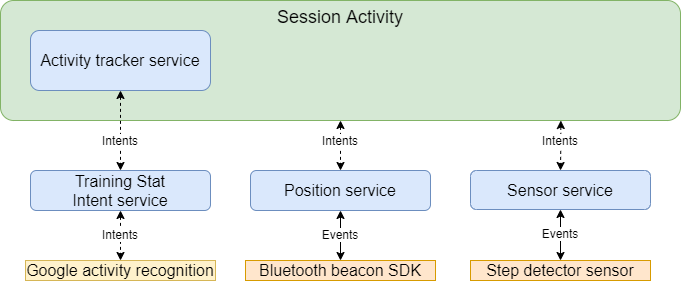 Session Activity
Activity tracker service
Intents
Intents
Intents
Training Stat
Intent service
Position service
Sensor service
Intents
Events
Events
Google activity recognition
Bluetooth beacon SDK
Step detector sensor